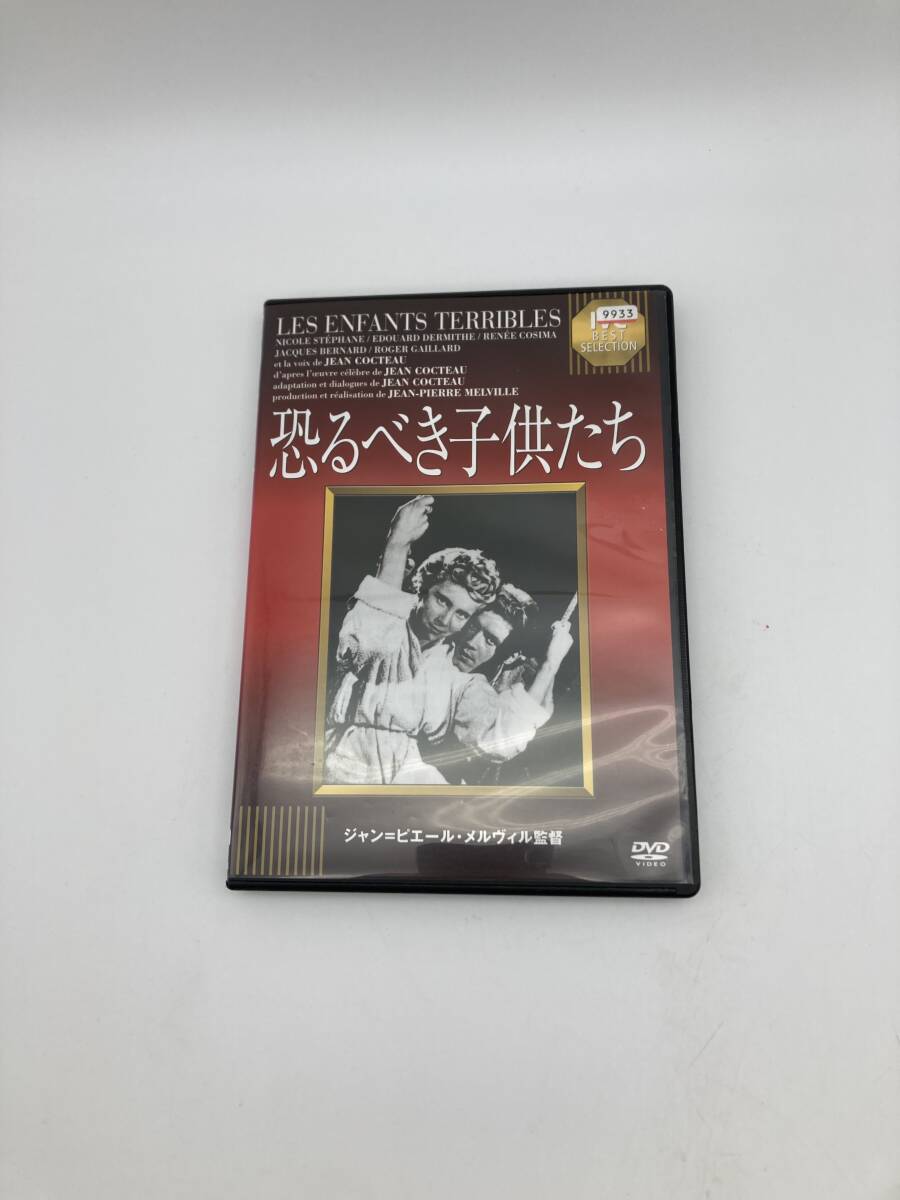 LES ENFANTS TERRIBLES
NICOLE STÉPHANE / EDOUARD DERMITHE / RENÉE COSIMA
JACQUES BERNARD / ROGER GAILLARD
et la voix de JEAN COCTEAU
d'apres l'œuvre célèbre de JEAN COCTEAU
adaptation et dialogues de JEAN COCTEAU
production et réalisation de JEAN-PIERRE MELVILLE
9933
BEST
SELECTION
恐るべき子供たち
ジャン=ピエール・メルヴィル監督
DVD
VIDEO